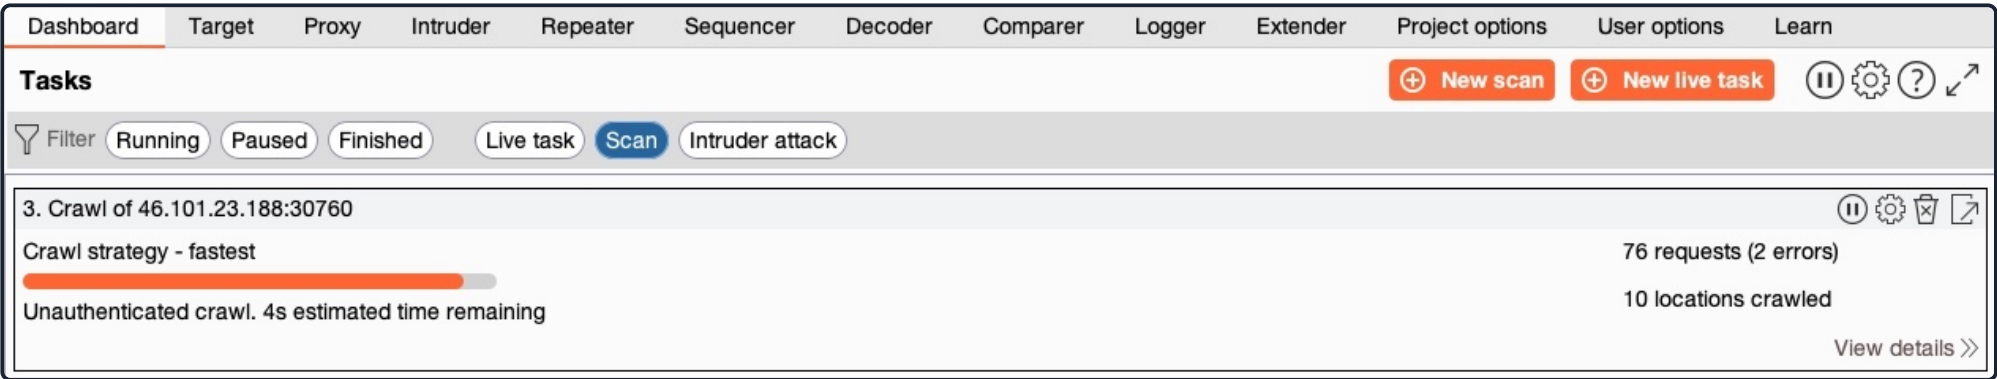 Dashboard Target Proxy Intruder Repeater Sequencer Decoder Comparer Logger Extender Project options User options Learn
Tasks New scan New live task
Filter Running Paused Finished Live task Scan Intruder attack
3. Crawl of 46.101.23.188:30760
Crawl strategy - fastest 76 requests (2 errors)
10 locations crawled
Unauthenticated crawl. 4s estimated time remaining
View details